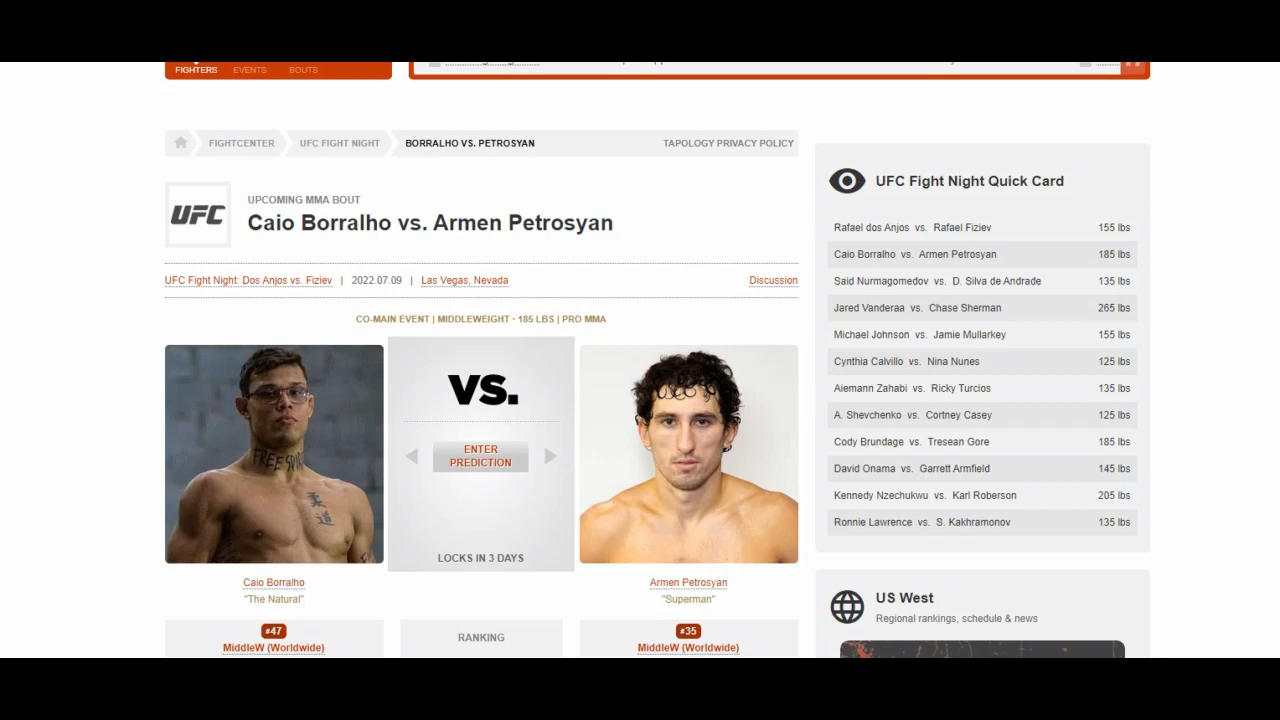 FIGHTERS EVENTS BOUTS
FIGHTCENTER UFC FIGHT NIGHT BORRALHO VS. PETROSYAN TAPOLOGY PRIVACY POLICY
UFC
UPCOMING MMA BOUT
Caio Borralho vs. Armen Petrosyan
UFC Fight Night: Dos Anjos vs. Fiziev | 2022.07.09 | Las Vegas, Nevada Discussion
CO-MAIN EVENT | MIDDLEWEIGHT · 185 LBS | PRO MMA
VS.
ENTER
PREDICTION
LOCKS IN 3 DAYS
FREE SPIRIT
柔
道
Caio Borralho
"The Natural"
Armen Petrosyan
"Superman"
#47
MiddleW (Worldwide)
RANKING
#35
MiddleW (Worldwide)
UFC Fight Night Quick Card
Rafael dos Anjos vs. Rafael Fiziev 155 lbs
Caio Borralho vs. Armen Petrosyan 185 lbs
Said Nurmagomedov vs. D. Silva de Andrade 135 lbs
Jared Vanderaa vs. Chase Sherman 265 lbs
Michael Johnson vs. Jamie Mullarkey 155 lbs
Cynthia Calvillo vs. Nina Nunes 125 lbs
Aiemann Zahabi vs. Ricky Turcios 135 lbs
A. Shevchenko vs. Cortney Casey 125 lbs
Cody Brundage vs. Tresean Gore 185 lbs
David Onama vs. Garrett Armfield 145 lbs
Kennedy Nzechukwu vs. Karl Roberson 205 lbs
Ronnie Lawrence vs. S. Kakhramonov 135 lbs
US West
Regional rankings, schedule & news